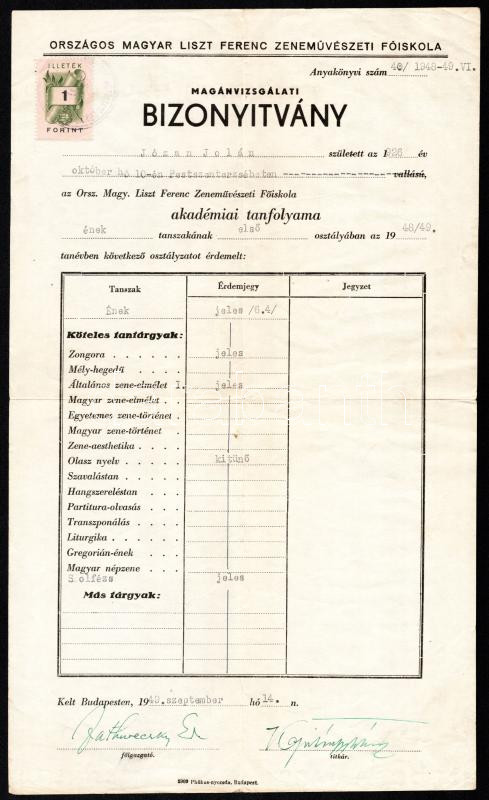 ORSZÁGOS MAGYAR LISZT FERENC ZENEMŰVÉSZETI FŐISKOLA
ILLETÉK
1
FORINT
Anyakönyvi szám 46/ 1948-49.VI.
MAGÁNVIZSGÁLATI
BIZONYITVÁNY
Józan Jolán született az 1926 év
október hó 10-én Pestszenterzsébeten vallású,
az Orsz. Magy. Liszt Ferenc Zeneművészeti Főiskola
akadémiai tanfolyama
ének tanszakának első osztályában az 1948/49.
tanévben következő osztályzatot érdemelt:
Tanszak Érdemjegy Jegyzet
Ének jeles /6.4/
Köteles tantárgyak:
Zongora . . . . . . jeles
Mély-hegedű . . . .
Általános zene-elmélet I. jeles
Magyar zene-elmélet . .
Egyetemes zene-történet .
Magyar zene-történet
Zene-aesthetika . . . .
Olasz nyelv . . . . . kitünő
Szavalástan . . . .
Hangszereléstan . . .
Partitura-olvasás . . .
Transzponálás . . . .
Liturgika . . . . . .
Gregorián-ének . . . .
Magyar népzene . . .
Szolfézs jeles
Más tárgyak:
Kelt Budapesten, 1949.szeptember hó 14. n.
főigazgató. titkár.
Phőbus-nyomda, Budapest.